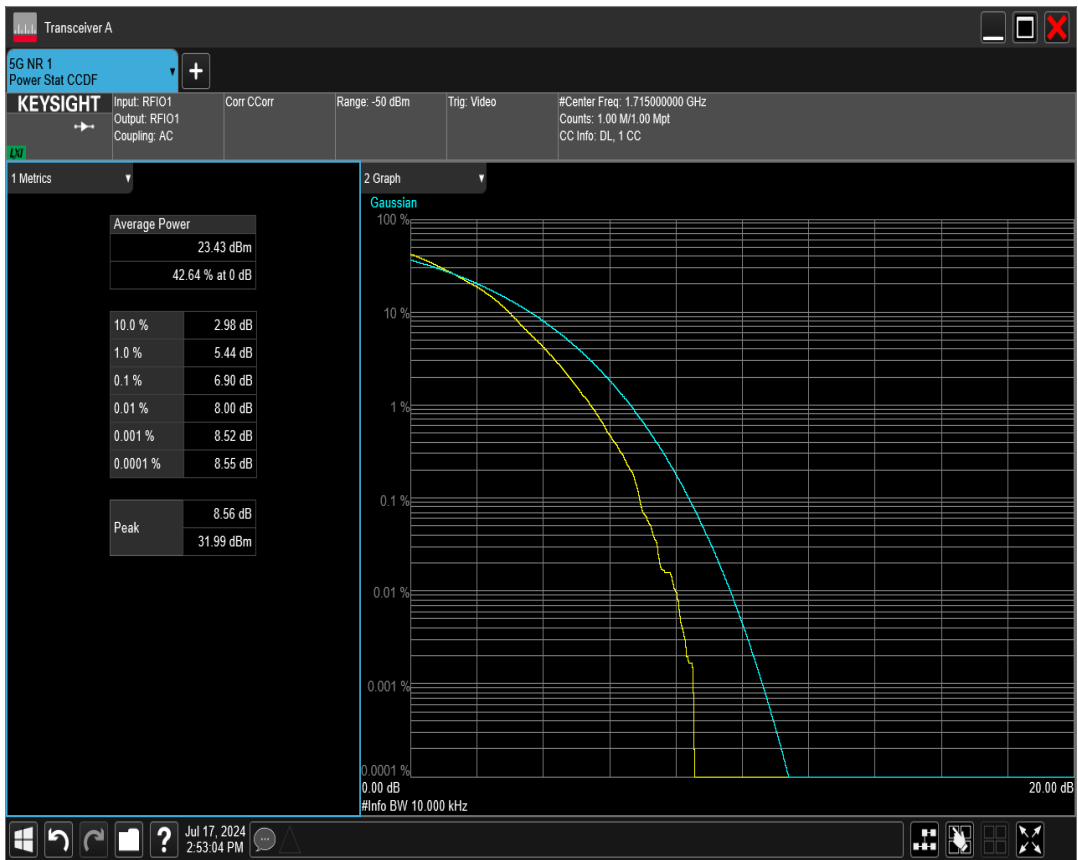 Transceiver A
5G NR 1
Power Stat CCDF
KEYSIGHT
LXI
Input: RFIO1
Output: RFIO1
Coupling: AC
Corr CCorr
Range: -50 dBm
Trig: Video
#Center Freq: 1.715000000 GHz
Counts: 1.00 M/1.00 Mpt
CC Info: DL, 1 CC
1 Metrics
Average Power
23.43 dBm
42.64 % at 0 dB
10.0 % 2.98 dB
1.0 % 5.44 dB
0.1 % 6.90 dB
0.01 % 8.00 dB
0.001 % 8.52 dB
0.0001 % 8.55 dB
Peak
8.56 dB
31.99 dBm
2 Graph
Gaussian
100 %
10 %
1 %
0.1 %
0.01 %
0.001 %
0.0001 %
0.00 dB 20.00 dB
#Info BW 10.000 kHz
?
Jul 17, 2024
2:53:04 PM